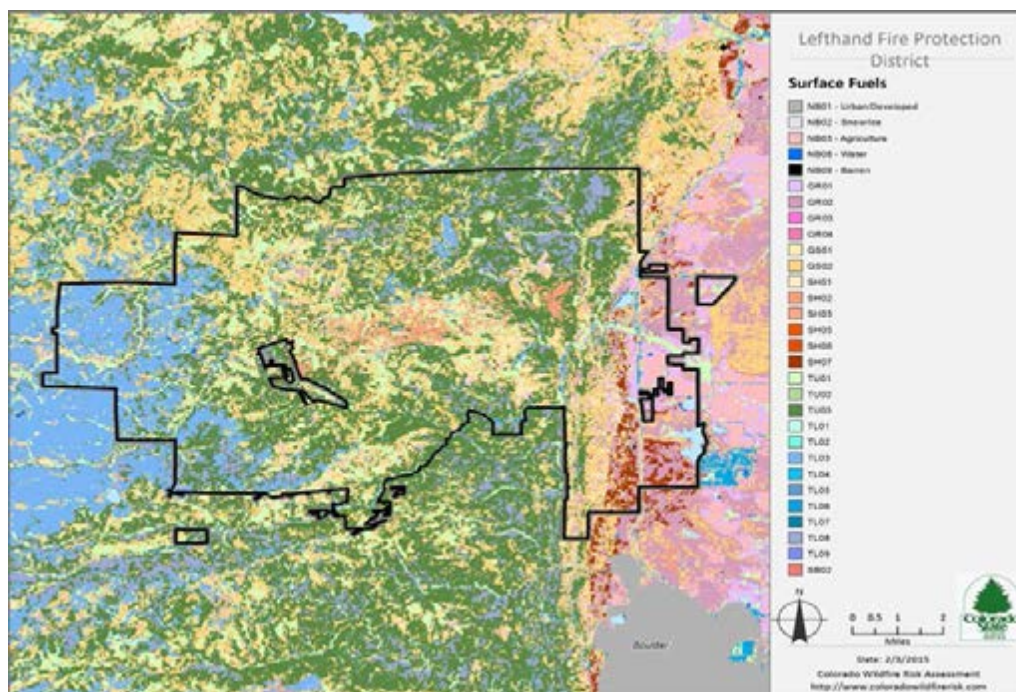 Lefthand Fire Protection
District
Surface Fuels
NB01 - Urban/Developed
NB02 - Snow/Ice
NB03 - Agriculture
NB08 - Water
NB09 - Barren
GR01
GR02
GR03
GR04
GS01
GS02
SH01
SH02
SH03
SH05
SH06
SH07
TU01
TU02
TU05
TL01
TL02
TL03
TL04
TL05
TL06
TL07
TL08
TL09
SB02
N
0 0.5 1 2
Miles
Colorado
State
Boulder
Date: 2/3/2015
Colorado Wildfire Risk Assessment
http://www.coloradowildfirerisk.com